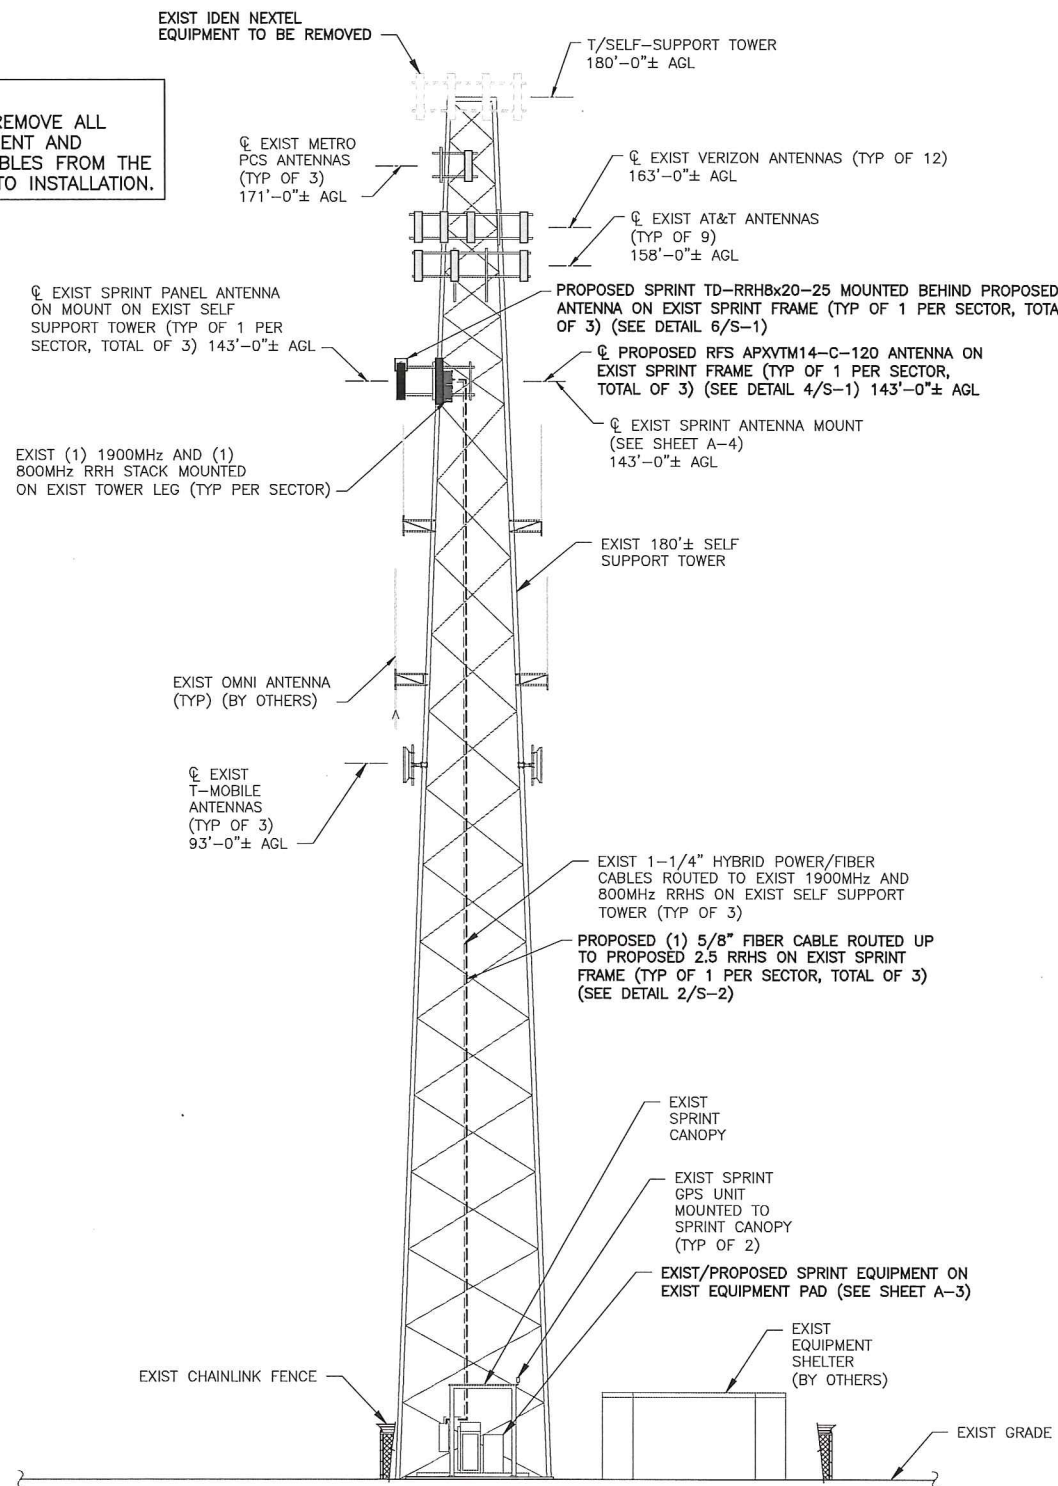 EXIST IDEN NEXTEL
EQUIPMENT TO BE REMOVED
T/SELF-SUPPORT TOWER
180'-0"± AGL
REMOVE ALL
ENT AND
BLES FROM THE
TO INSTALLATION.
℄ EXIST METRO
PCS ANTENNAS
(TYP OF 3)
171'-0"± AGL
℄ EXIST VERIZON ANTENNAS (TYP OF 12)
163'-0"± AGL
℄ EXIST AT&T ANTENNAS
(TYP OF 9)
158'-0"± AGL
℄ EXIST SPRINT PANEL ANTENNA
ON MOUNT ON EXIST SELF
SUPPORT TOWER (TYP OF 1 PER
SECTOR, TOTAL OF 3) 143'-0"± AGL
PROPOSED SPRINT TD-RRH8x20-25 MOUNTED BEHIND PROPOSED
ANTENNA ON EXIST SPRINT FRAME (TYP OF 1 PER SECTOR, TOTA
OF 3) (SEE DETAIL 6/S-1)
℄ PROPOSED RFS APXVTM14-C-120 ANTENNA ON
EXIST SPRINT FRAME (TYP OF 1 PER SECTOR,
TOTAL OF 3) (SEE DETAIL 4/S-1) 143'-0"± AGL
℄ EXIST SPRINT ANTENNA MOUNT
(SEE SHEET A-4)
143'-0"± AGL
EXIST (1) 1900MHz AND (1)
800MHz RRH STACK MOUNTED
ON EXIST TOWER LEG (TYP PER SECTOR)
EXIST 180'± SELF
SUPPORT TOWER
EXIST OMNI ANTENNA
(TYP) (BY OTHERS)
℄ EXIST
T-MOBILE
ANTENNAS
(TYP OF 3)
93'-0"± AGL
EXIST 1-1/4" HYBRID POWER/FIBER
CABLES ROUTED TO EXIST 1900MHz AND
800MHz RRHS ON EXIST SELF SUPPORT
TOWER (TYP OF 3)
PROPOSED (1) 5/8" FIBER CABLE ROUTED UP
TO PROPOSED 2.5 RRHS ON EXIST SPRINT
FRAME (TYP OF 1 PER SECTOR, TOTAL OF 3)
(SEE DETAIL 2/S-2)
EXIST
SPRINT
CANOPY
EXIST SPRINT
GPS UNIT
MOUNTED TO
SPRINT CANOPY
(TYP OF 2)
EXIST/PROPOSED SPRINT EQUIPMENT ON
EXIST EQUIPMENT PAD (SEE SHEET A-3)
EXIST
EQUIPMENT
SHELTER
(BY OTHERS)
EXIST CHAINLINK FENCE
EXIST GRADE